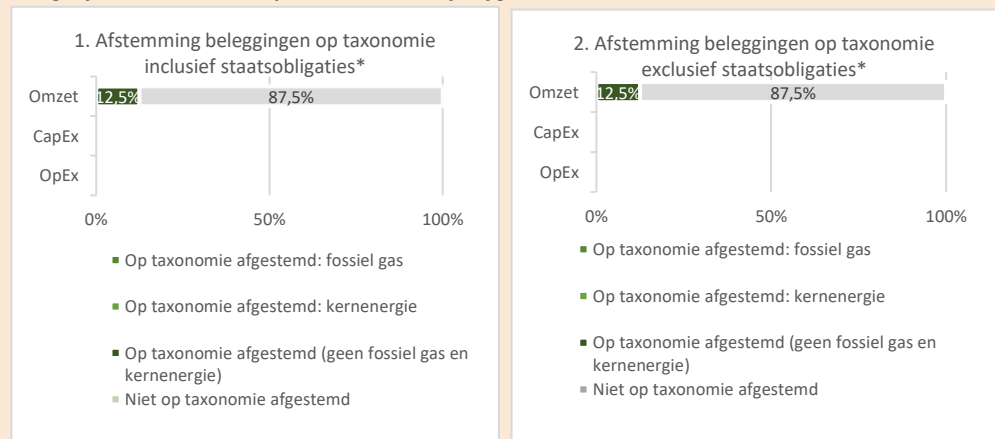 1. Afstemming beleggingen op taxonomie
inclusief staatsobligaties*
Omzet
12,5%
87,5%
CapEx
OpEx
0%
50%
100%
Op taxonomie afgestemd: fossiel gas
Op taxonomie afgestemd: kernenergie
Op taxonomie afgestemd (geen fossiel gas en
kernenergie)
Niet op taxonomie afgestemd
2. Afstemming beleggingen op taxonomie
exclusief staatsobligaties*
Omzet
12,5%
87,5%
CapEx
OpEx
0%
50%
100%
Op taxonomie afgestemd: fossiel gas
Op taxonomie afgestemd: kernenergie
Op taxonomie afgestemd (geen fossiel gas en
kernenergie)
Niet op taxonomie afgestemd